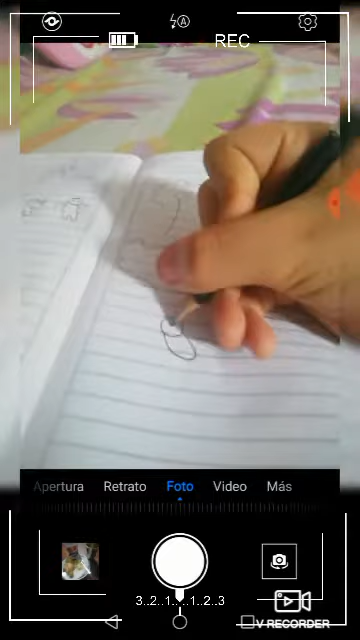 REC
Apertura Retrato Foto Video Más
3..2..1..·..1..2..3
V RECORDER